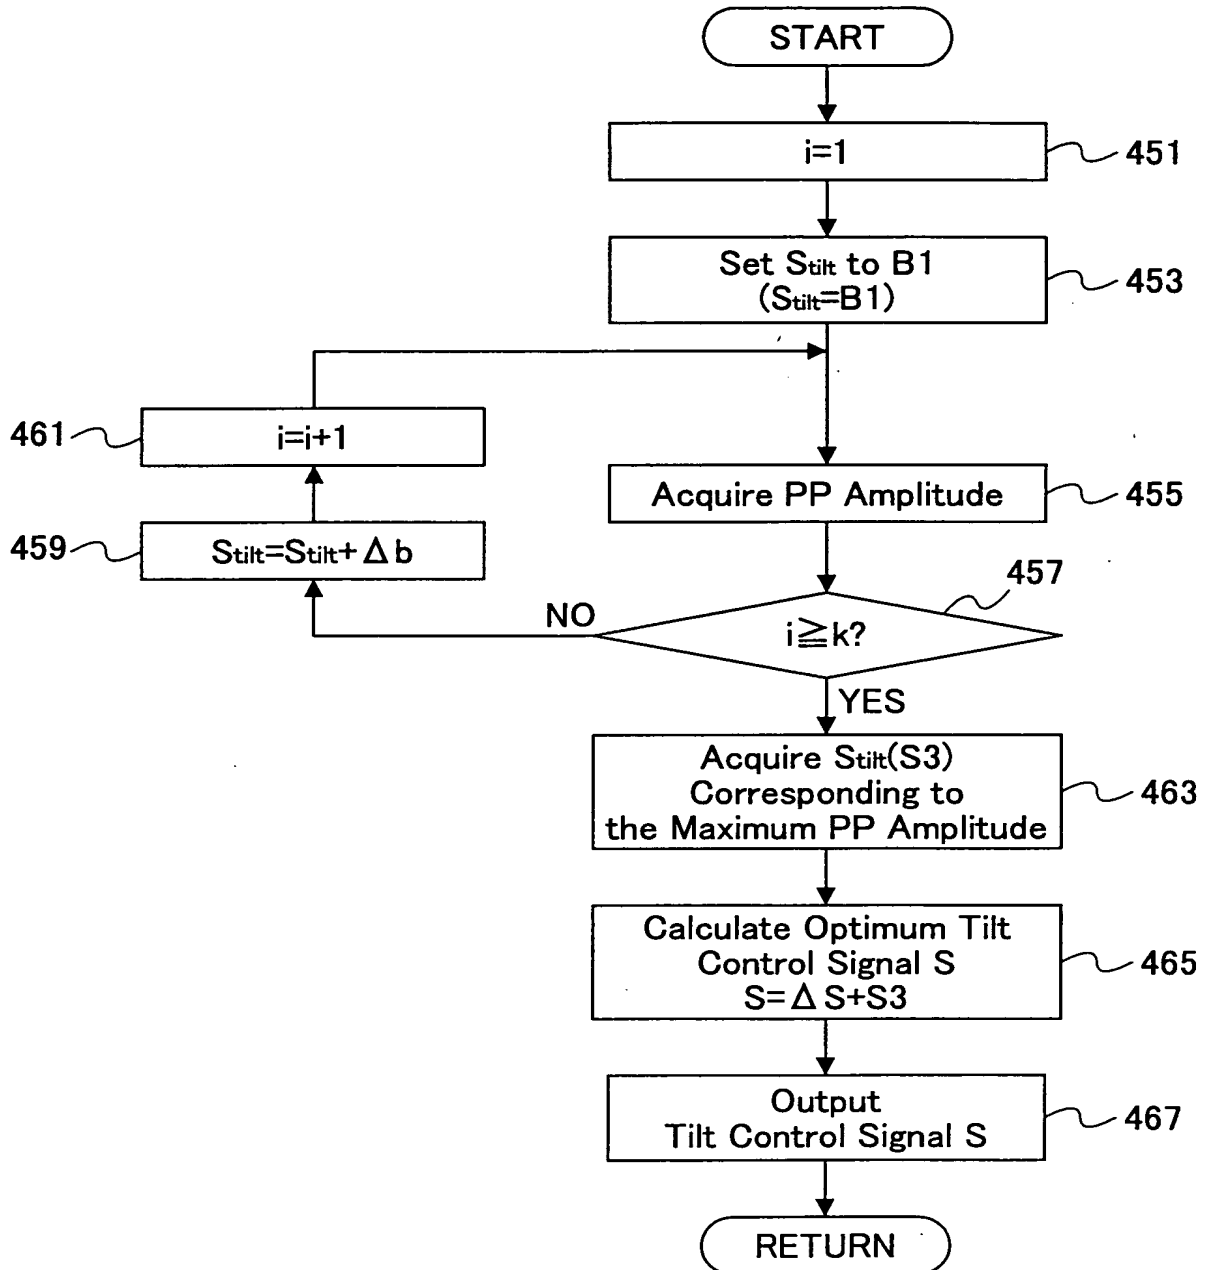 START
i=1
451
Set Stilt to B1
(Stilt=B1)
453
461
i=i+1
Acquire PP Amplitude
455
459
Stilt=Stilt+Δb
457
NO
i≧k?
YES
Acquire Stilt(S3)
Corresponding to
the Maximum PP Amplitude
463
Calculate Optimum Tilt
Control Signal S
S=ΔS+S3
465
Output
Tilt Control Signal S
467
RETURN